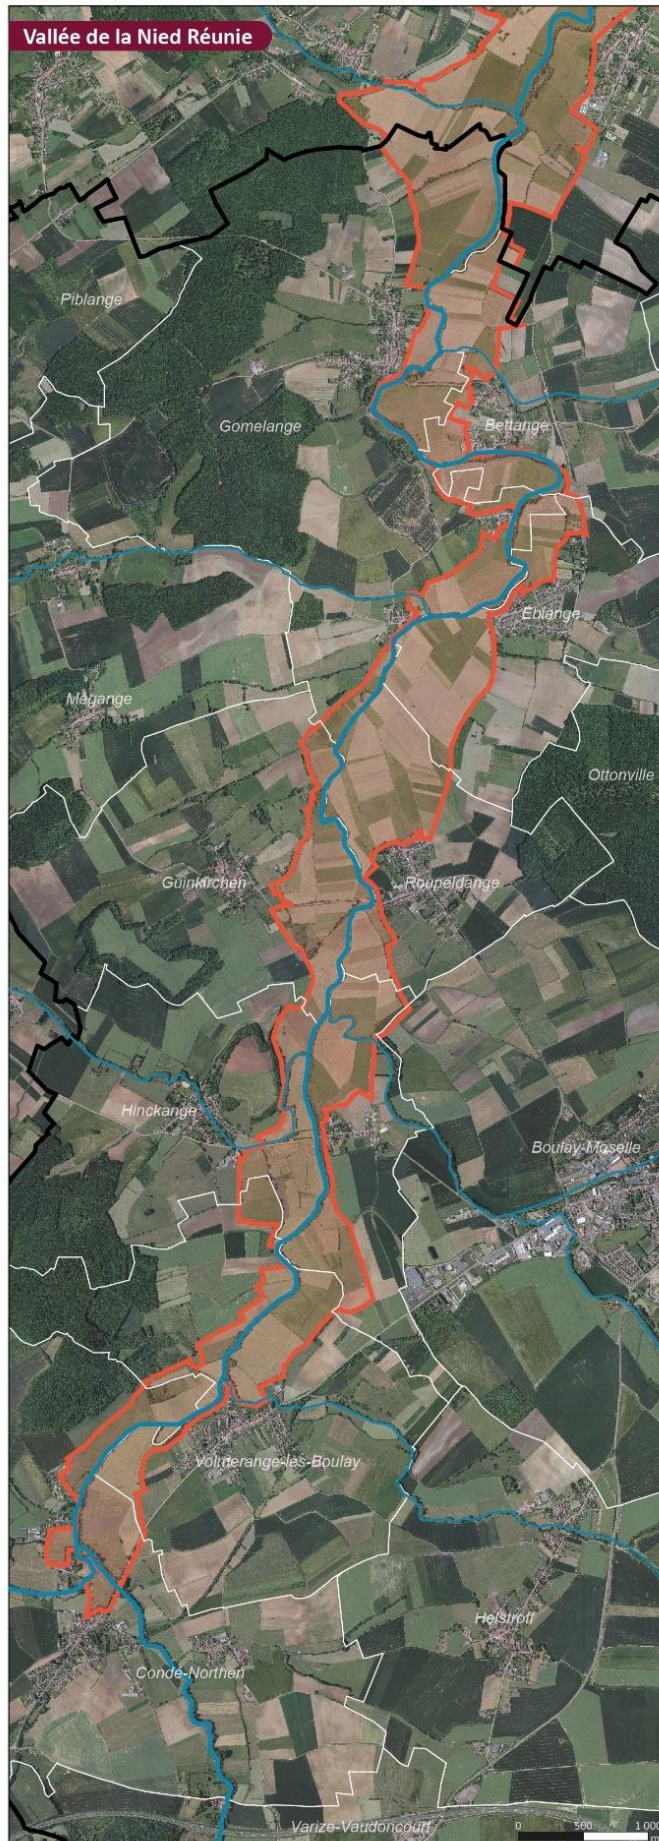 Vallée de la Nied Réunie
Piblange
Gomelange
Bettange
Eblange
Mégange
Ottonville
Guinkirchen
Roupeldange
Hinckange
Boulay-Moselle
Volmerange-lès-Boulay
Helstroff
Condé-Northen
Varize-Vaudoncourt
0 500 1 000